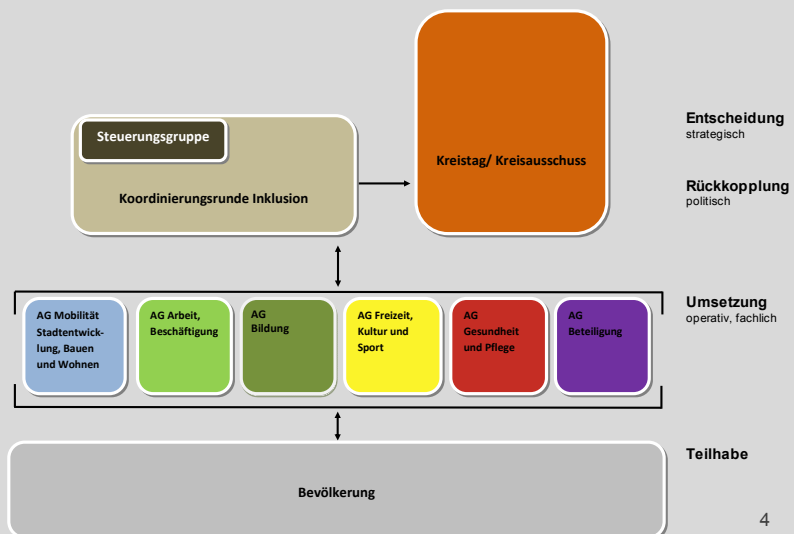 Steuerungsgruppe
Koordinierungsrunde Inklusion
Kreistag/ Kreisausschuss
Entscheidung
strategisch
Rückkopplung
politisch
AG Mobilität
Stadtentwick-
lung, Bauen
und Wohnen
AG Arbeit,
Beschäftigung
AG
Bildung
AG Freizeit,
Kultur und
Sport
AG
Gesundheit
und Pflege
AG
Beteiligung
Umsetzung
operativ, fachlich
Bevölkerung
Teilhabe
4